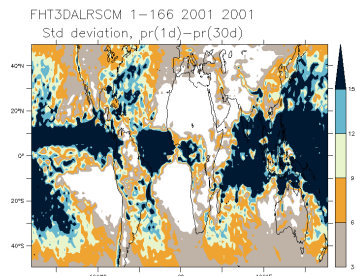 FHT3DALRSCM 1-166 2001 2001
Std deviation, pr(1d)-pr(30d)
40°N
20°N
0°
20°S
40°S
15
12
9
6
3